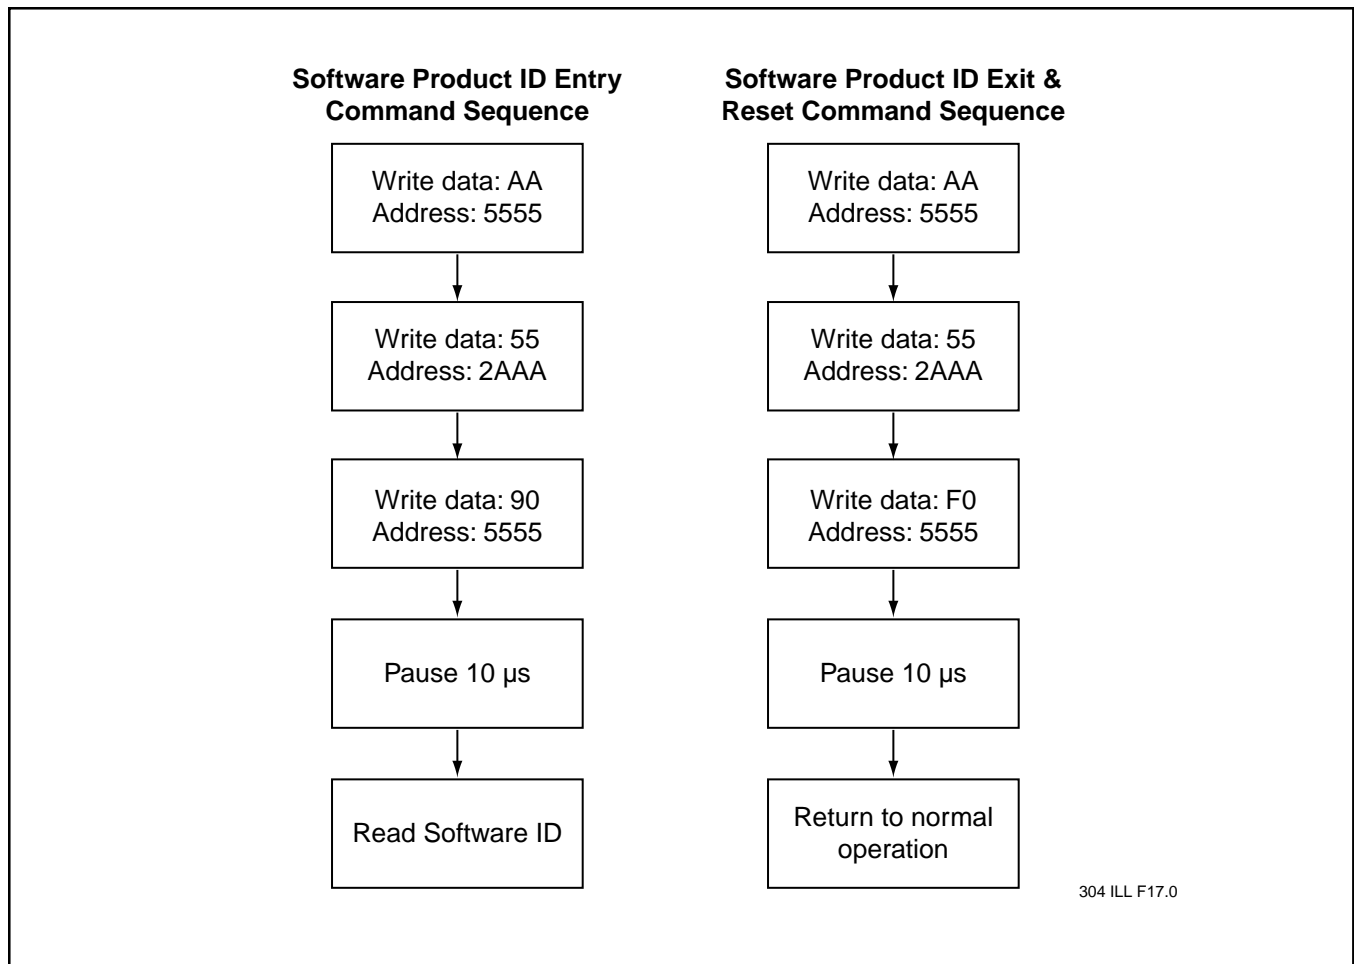 Software Product ID Entry
Command Sequence
Write data: AA
Address: 5555
Write data: 55
Address: 2AAA
Write data: 90
Address: 5555
Pause 10 µs
Read Software ID
Software Product ID Exit &
Reset Command Sequence
Write data: AA
Address: 5555
Write data: 55
Address: 2AAA
Write data: F0
Address: 5555
Pause 10 µs
Return to normal
operation
304 ILL F17.0